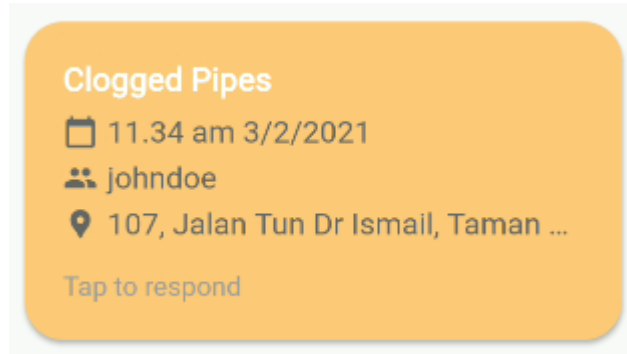 Clogged Pipes
11.34 am 3/2/2021
johndoe
107, Jalan Tun Dr Ismail, Taman ...
Tap to respond